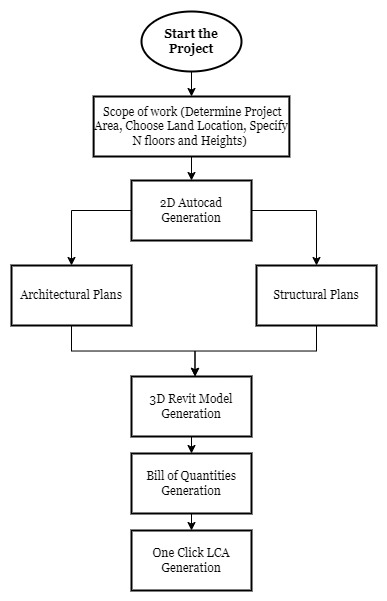 Start the
Project
Scope of work (Determine Project
Area, Choose Land Location, Specify
N floors and Heights)
2D Autocad
Generation
Architectural Plans
Structural Plans
3D Revit Model
Generation
Bill of Quantities
Generation
One Click LCA
Generation